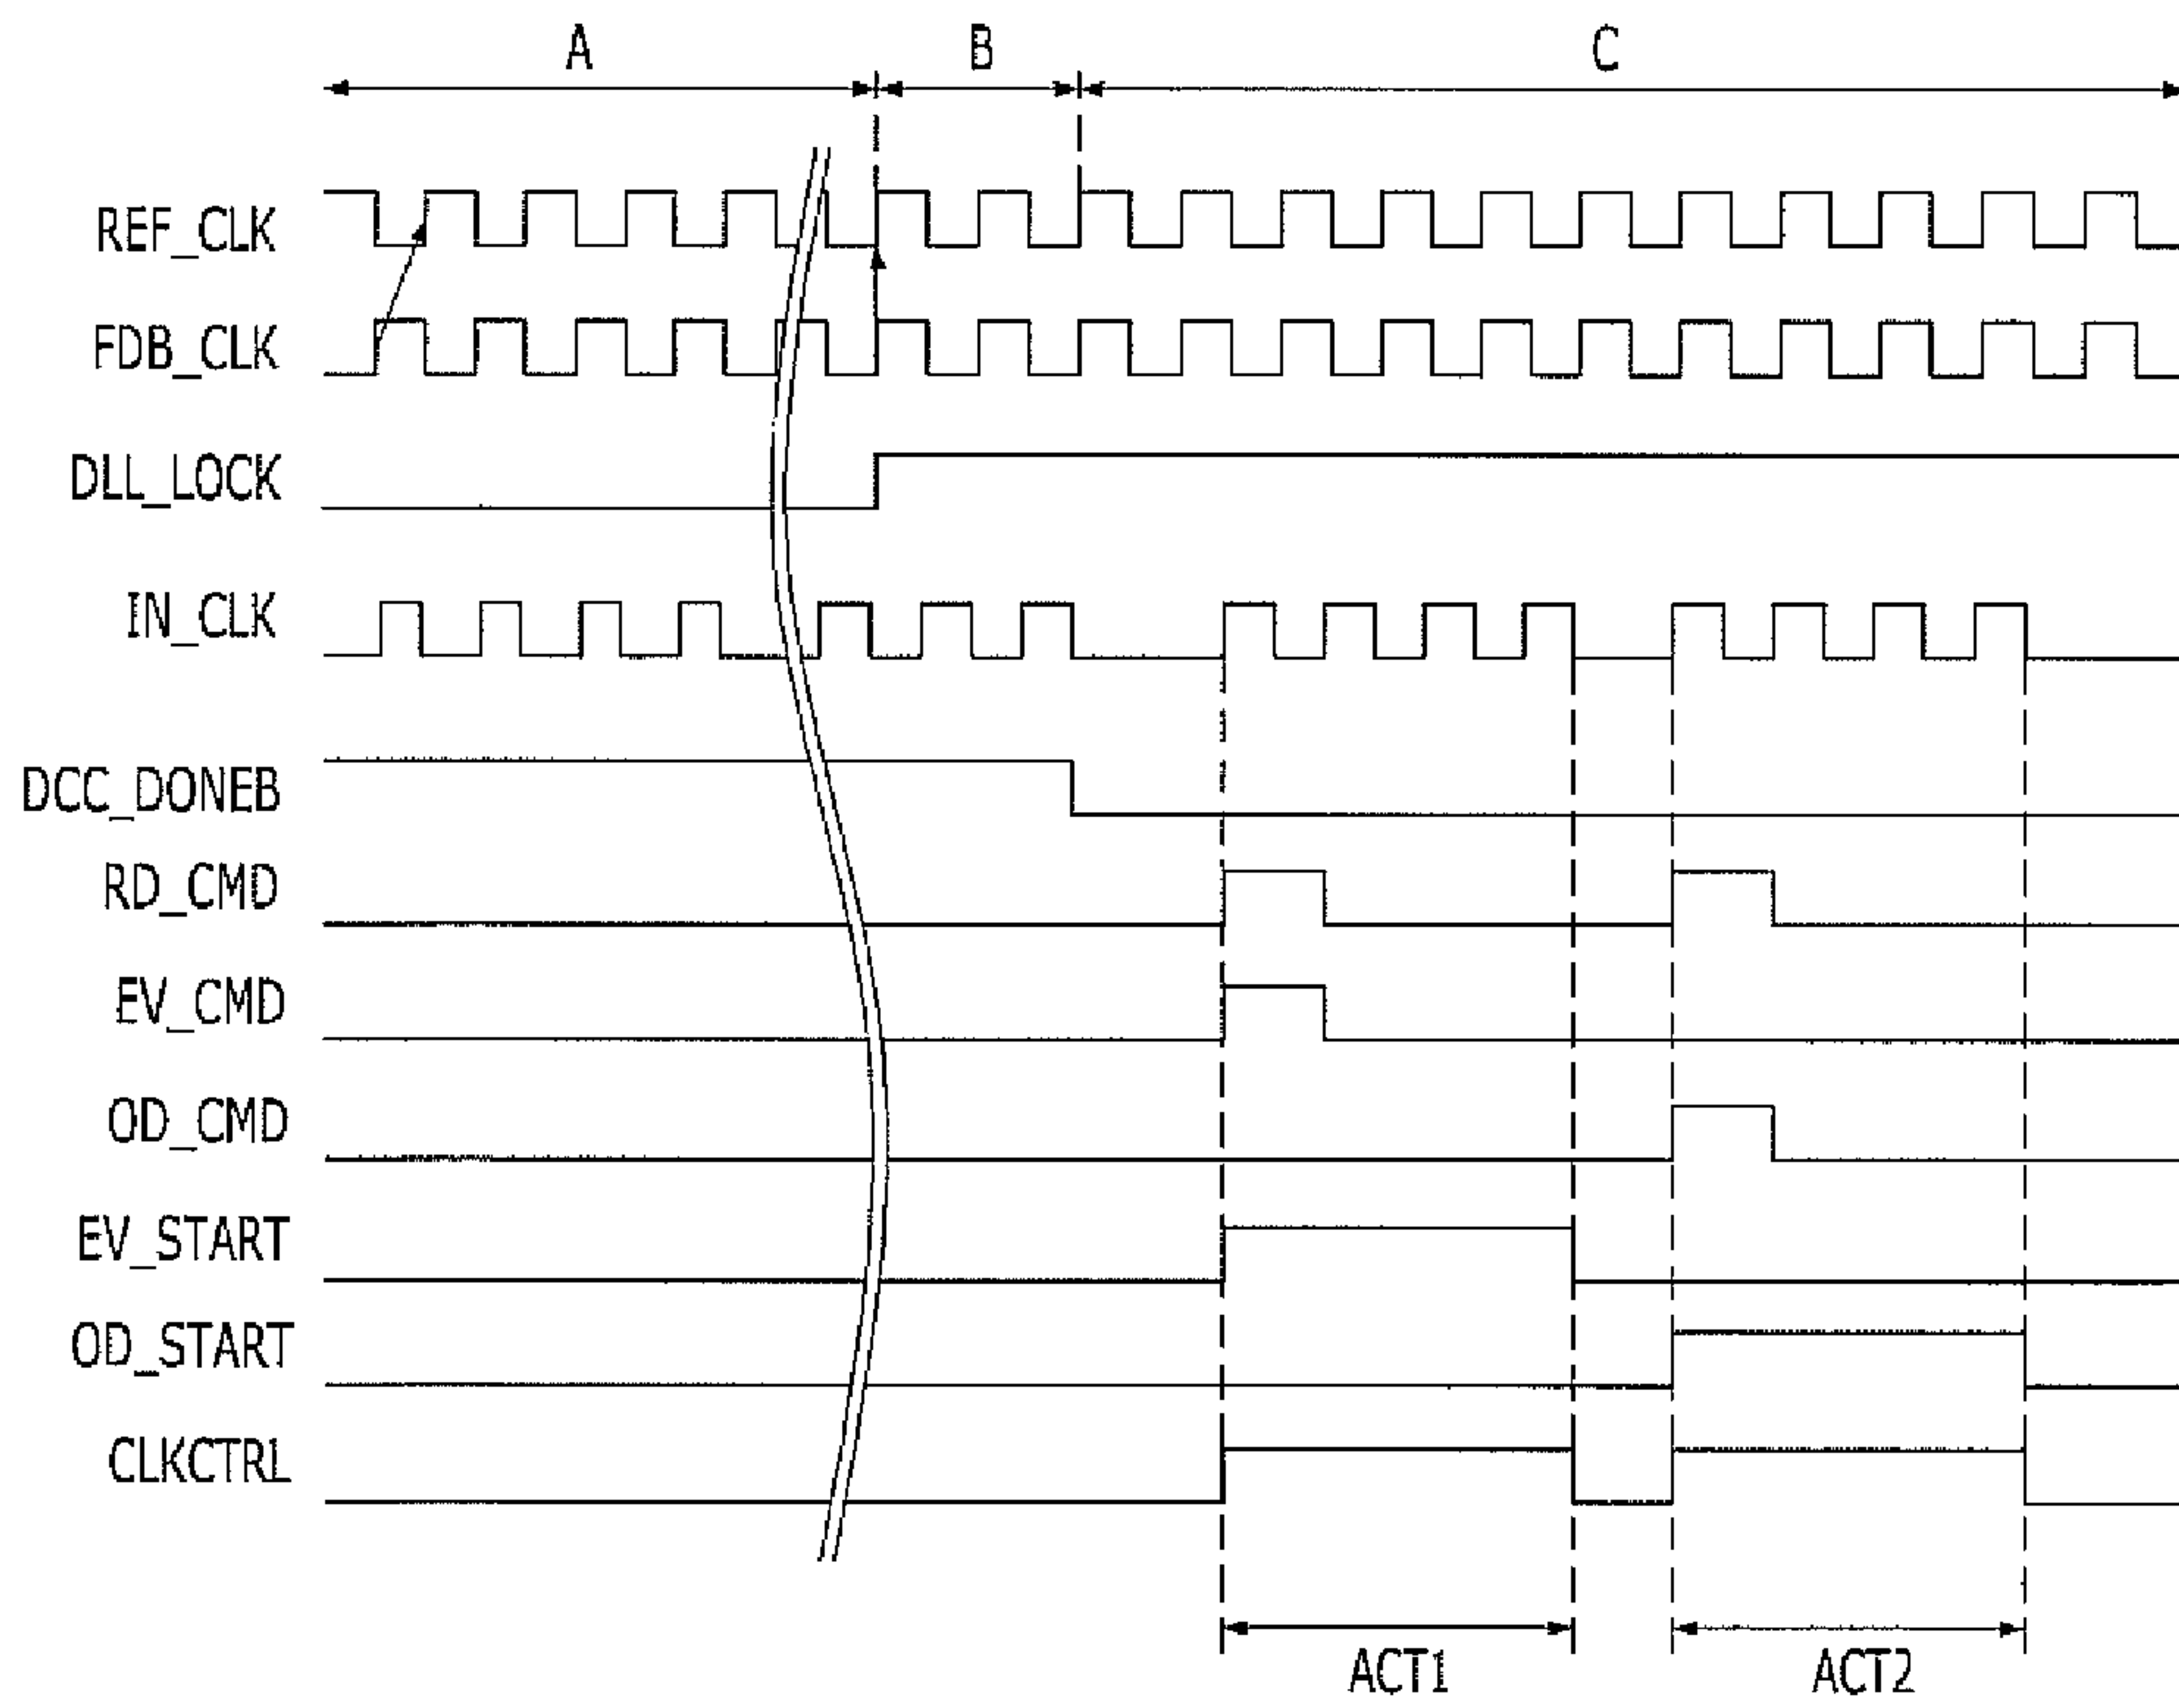 A
B
C
REF_CLK
FDB_CLK
DLL_LOCK
IN_CLK
DCC_DONEB
RD_CMD
EV_CMD
OD_CMD
EV_START
OD_START
CLKCTRL
ACT1
ACT2